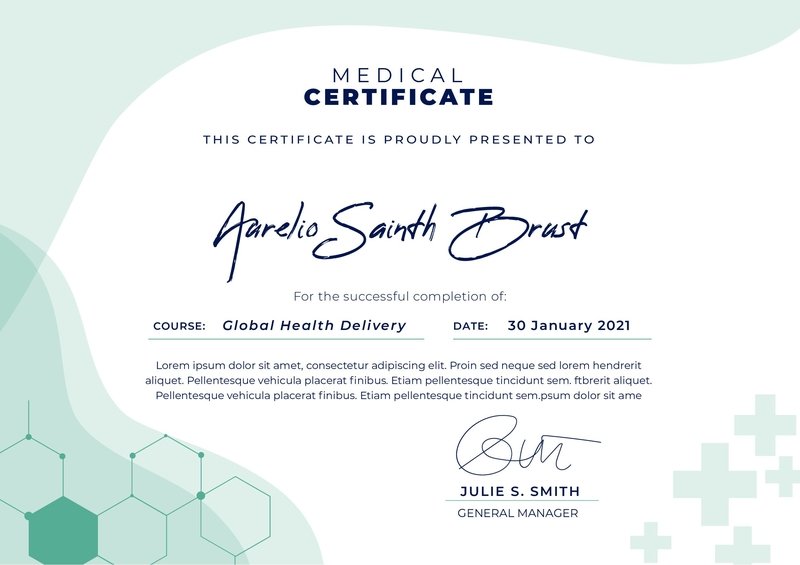 MEDICAL
CERTIFICATE
THIS CERTIFICATE IS PROUDLY PRESENTED TO
Aurelio Sainth Brust
For the successful completion of:
COURSE: Global Health Delivery DATE: 30 January 2021
Lorem ipsum dolor sit amet, consectetur adipiscing elit. Proin sed neque sed lorem hendrerit
aliquet. Pellentesque vehicula placerat finibus. Etiam pellentesque tincidunt sem. ftbrerit aliquet.
Pellentesque vehicula placerat finibus. Etiam pellentesque tincidunt sem.psum dolor sit ame
JULIE S. SMITH
GENERAL MANAGER